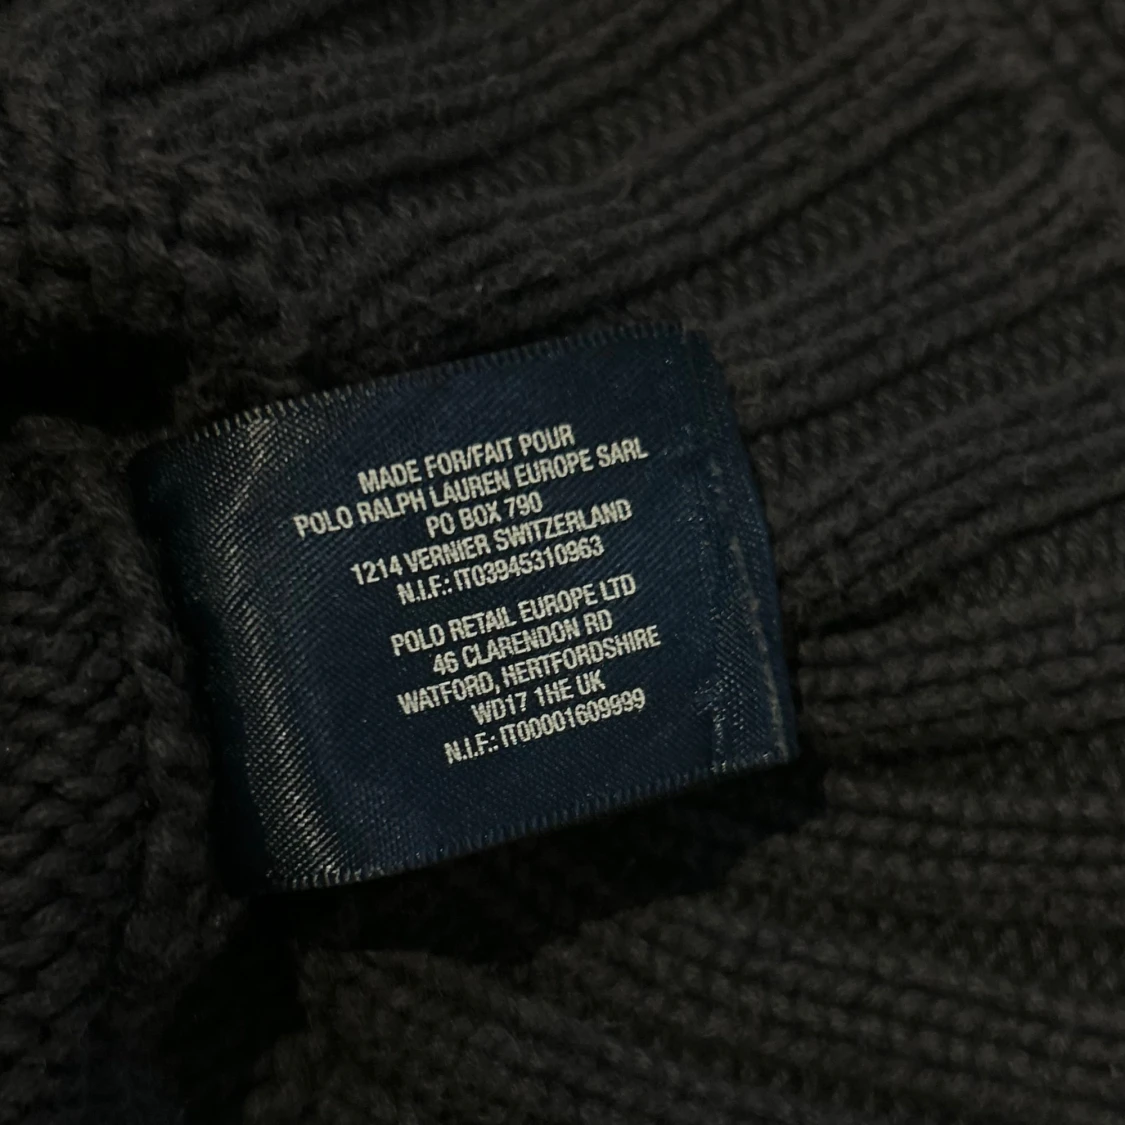 MADE FOR/FAIT POUR
POLO RALPH LAUREN EUROPE SARL
PO BOX 790
1214 VERNIER SWITZERLAND
N.I.F.: IT03945310963
POLO RETAIL EUROPE LTD
46 CLARENDON RD
WATFORD, HERTFORDSHIRE
WD17 1HE UK
N.I.F.: IT00001609999